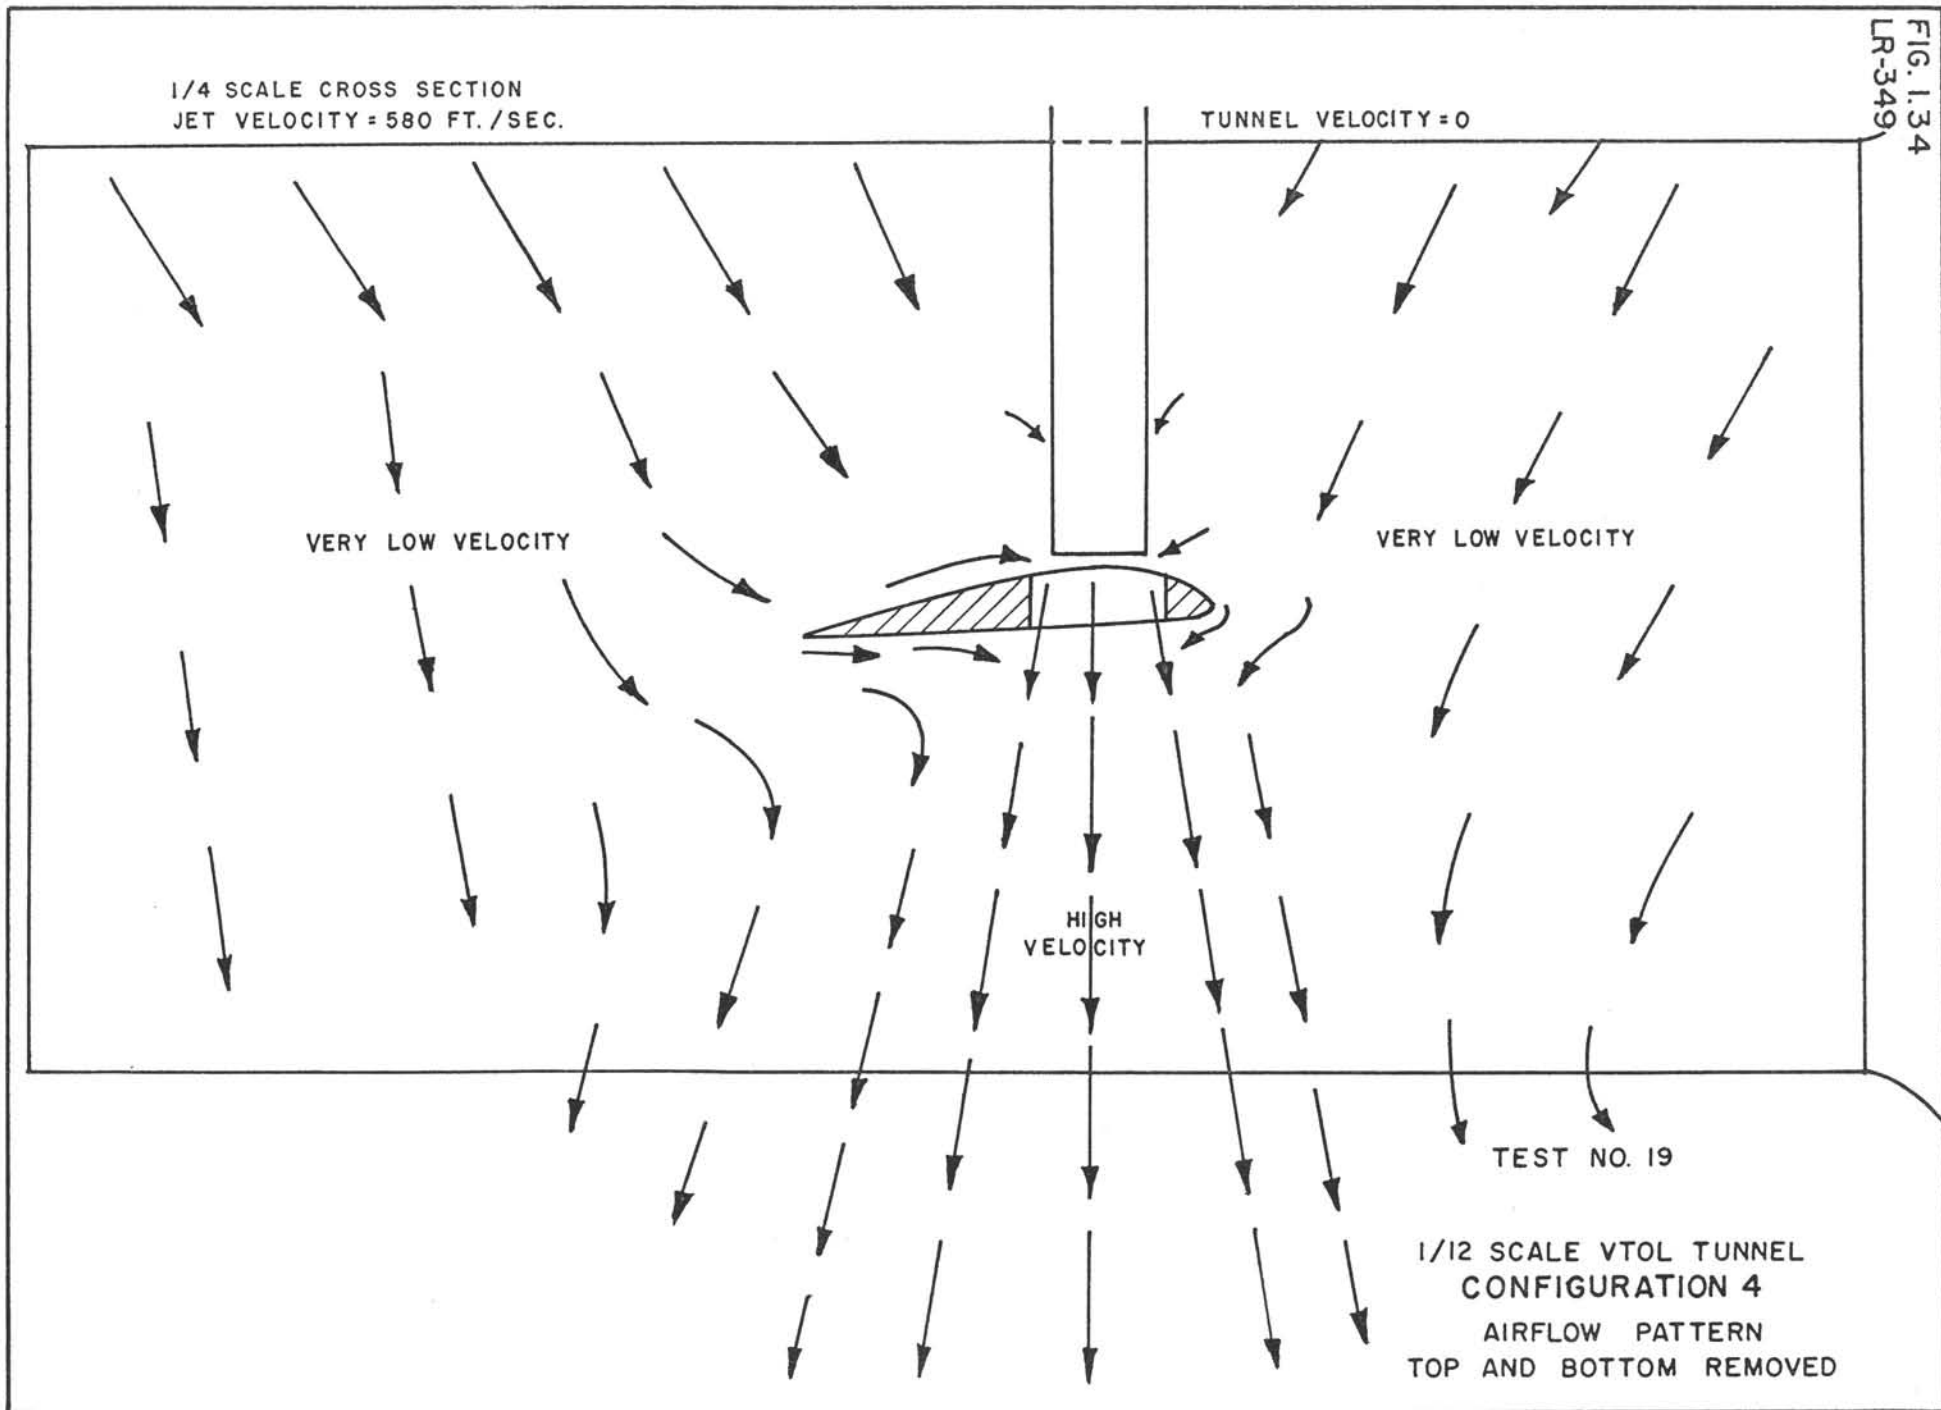 FIG. 1.34
LR-349
1/4 SCALE CROSS SECTION
JET VELOCITY = 580 FT./SEC.
TUNNEL VELOCITY = 0
VERY LOW VELOCITY
VERY LOW VELOCITY
HIGH
VELOCITY
TEST NO. 19
1/12 SCALE VTOL TUNNEL
CONFIGURATION 4
AIRFLOW PATTERN
TOP AND BOTTOM REMOVED